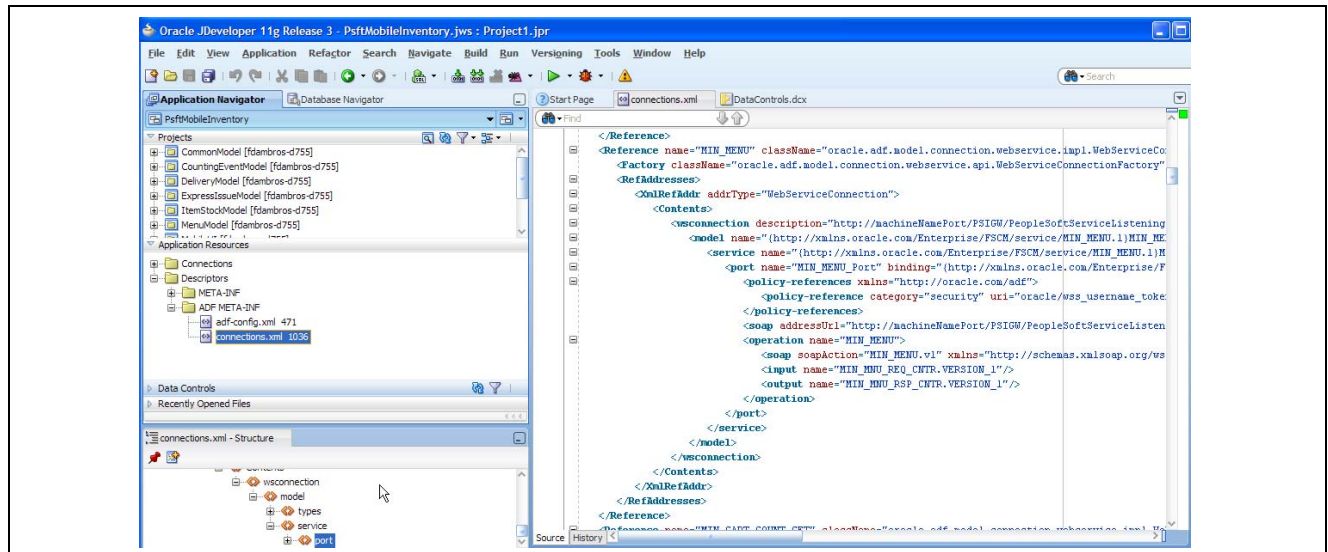 Oracle JDeveloper 11g Release 3 - PsftMobileInventory.jws : Project1.jpr
File Edit View Application Refactor Search Navigate Build Run Versioning Tools Window Help
Search
Application Navigator Database Navigator
Start Page connections.xml DataControls.dcx
PsftMobileInventory
Find
Projects
CommonModel [fdambros-d755]
CountingEventModel [fdambros-d755]
DeliveryModel [fdambros-d755]
ExpressIssueModel [fdambros-d755]
ItemStockModel [fdambros-d755]
MenuModel [fdambros-d755]
Application Resources
Connections
Descriptors
META-INF
ADF META-INF
adf-config.xml 471
connections.xml 1036
Data Controls
Recently Opened Files
connections.xml - Structure
wsconnection
model
types
service
port
</Reference>
<Reference name="MIN_MENU" className="oracle.adf.model.connection.webservice.impl.WebServiceCo
<Factory className="oracle.adf.model.connection.webservice.api.WebServiceConnectionFactory"
<RefAddresses>
<XmlRefAddr addrType="WebServiceConnection">
<Contents>
<wsconnection description="http://machineNamePort/PSIGW/PeopleSoftServiceListening
<model name="{http://xmlns.oracle.com/Enterprise/FSCM/service/MIN_MENU.1}MIN_ME
<service name="{http://xmlns.oracle.com/Enterprise/FSCM/service/MIN_MENU.1}M
<port name="MIN_MENU_Port" binding="{http://xmlns.oracle.com/Enterprise/F
<policy-references xmlns="http://oracle.com/adf">
<policy-reference category="security" uri="oracle/wss_username_toke
</policy-references>
<soap addressUrl="http://machineNamePort/PSIGW/PeopleSoftServiceListen
<operation name="MIN_MENU">
<soap soapAction="MIN_MENU.v1" xmlns="http://schemas.xmlsoap.org/ws
<input name="MIN_MNU_REQ_CNTR.VERSION_1"/>
<output name="MIN_MNU_RSP_CNTR.VERSION_1"/>
</operation>
</port>
</service>
</model>
</wsconnection>
</Contents>
</XmlRefAddr>
</RefAddresses>
</Reference>
Source History